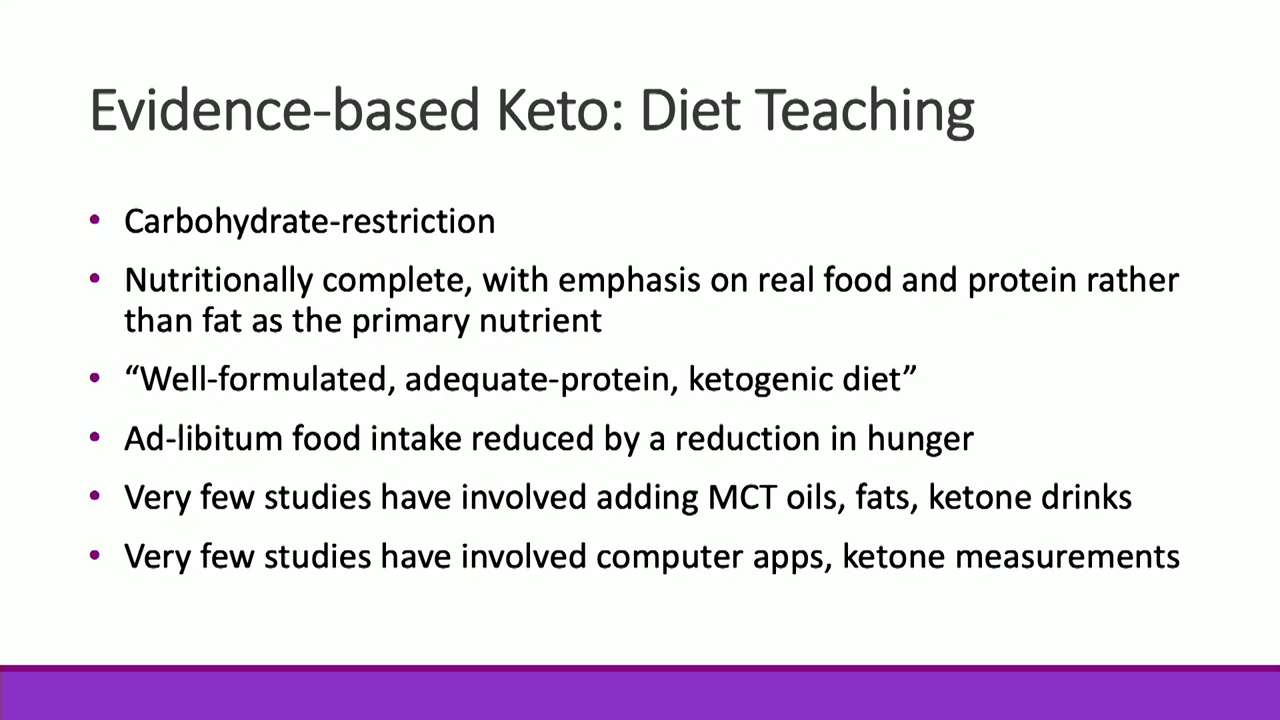 Evidence-based Keto: Diet Teaching
• Carbohydrate-restriction
• Nutritionally complete, with emphasis on real food and protein rather
than fat as the primary nutrient
• “Well-formulated, adequate-protein, ketogenic diet”
• Ad-libitum food intake reduced by a reduction in hunger
• Very few studies have involved adding MCT oils, fats, ketone drinks
• Very few studies have involved computer apps, ketone measurements